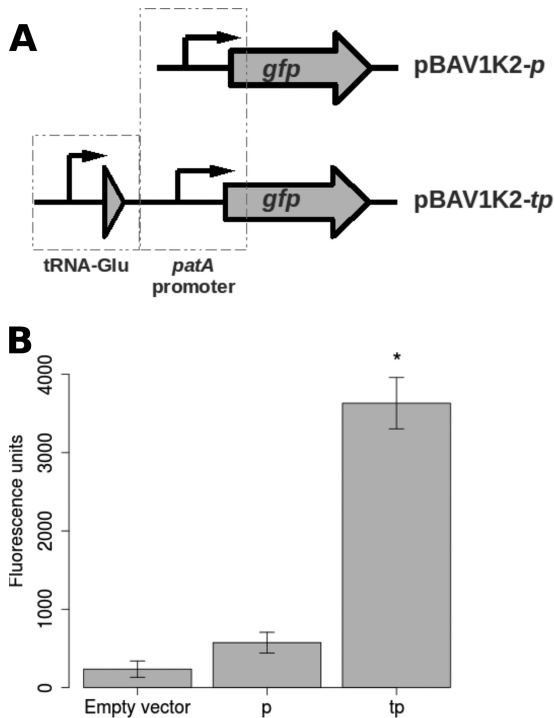 A
gfp
pBAV1K2-p
gfp
pBAV1K2-tp
tRNA-Glu
patA
promoter
B
Fluorescence units
4000
3000
2000
1000
0
*
Empty vector
p
tp